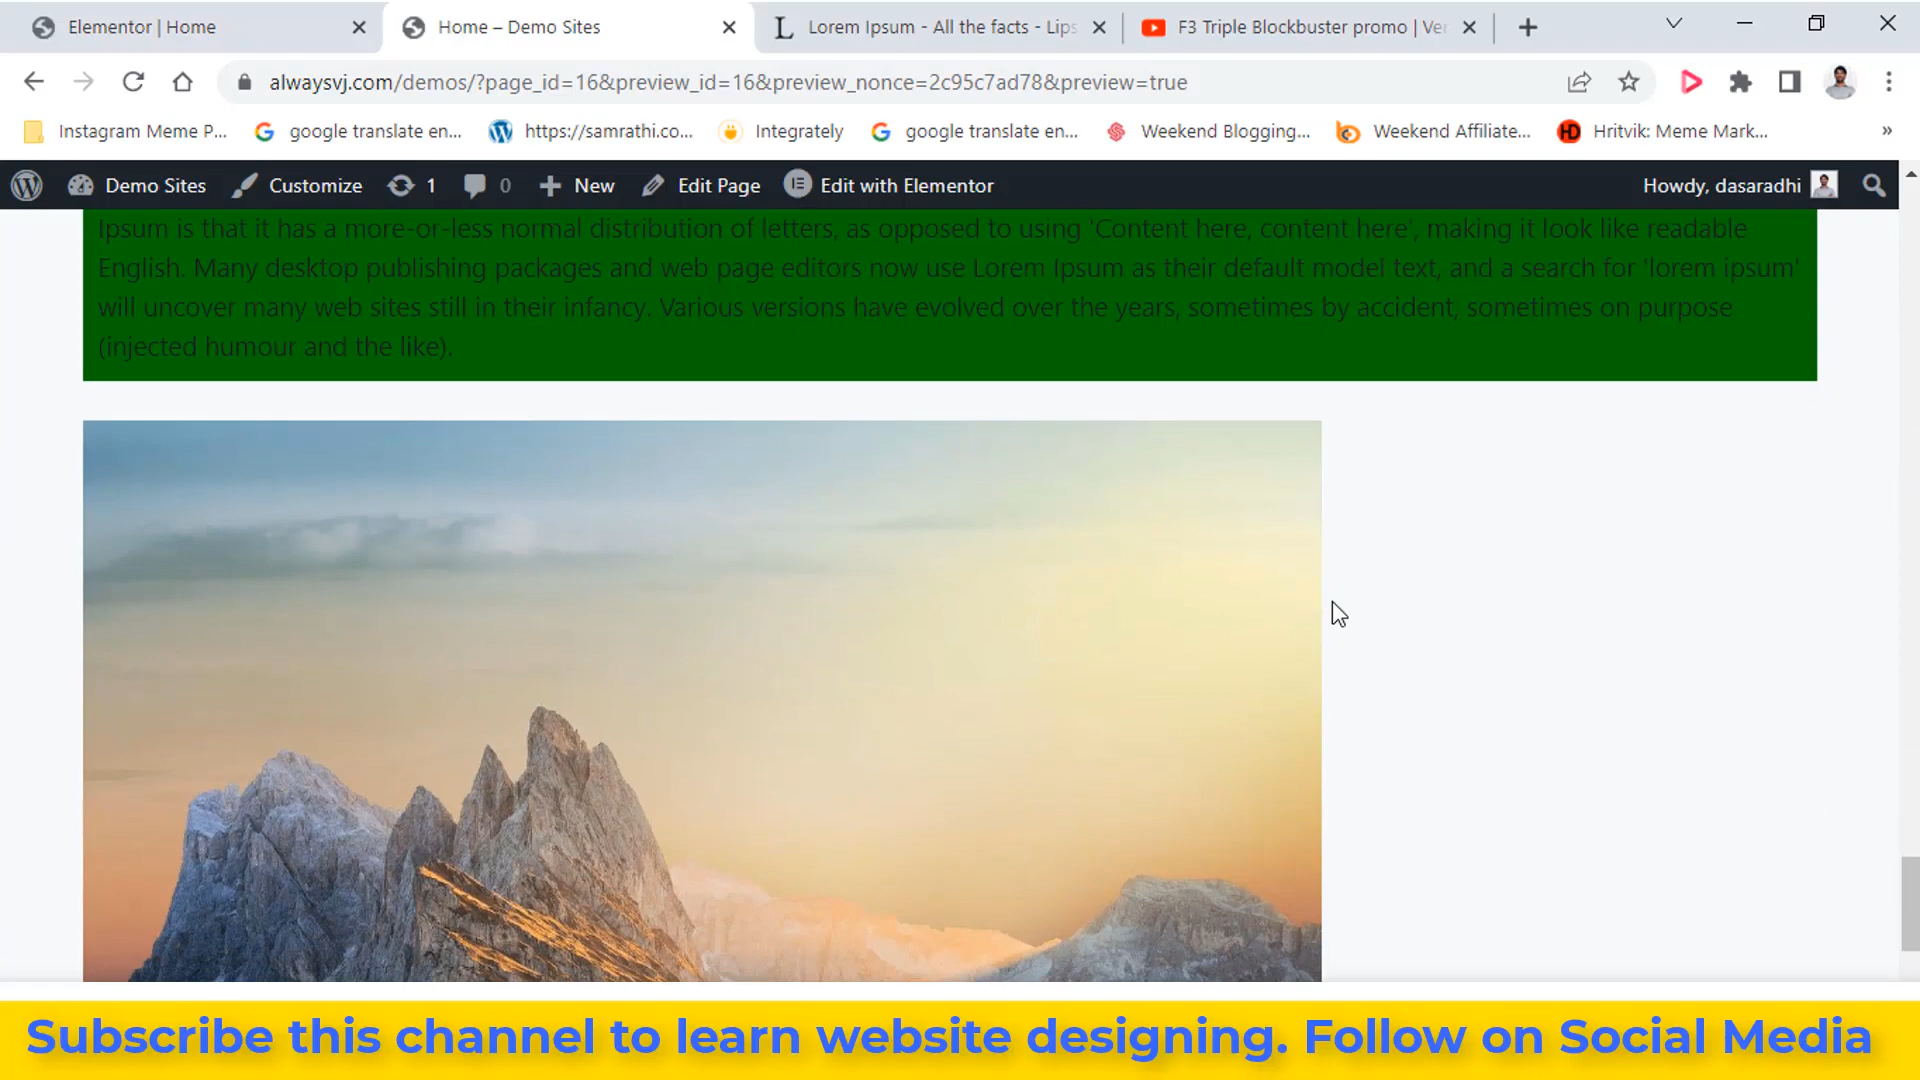 Elementor | Home
Home – Demo Sites
Lorem Ipsum - All the facts - Lips
F3 Triple Blockbuster promo | Ver
alwaysvj.com/demos/?page_id=16&preview_id=16&preview_nonce=2c95c7ad78&preview=true
Instagram Meme P...
google translate en...
https://samrathi.co...
Integrately
google translate en...
Weekend Blogging...
Weekend Affiliate...
HD
Hritvik: Meme Mark...
»
Demo Sites
Customize
1
0
New
Edit Page
Edit with Elementor
Howdy, dasaradhi
Ipsum is that it has a more-or-less normal distribution of letters, as opposed to using 'Content here, content here', making it look like readable
English. Many desktop publishing packages and web page editors now use Lorem Ipsum as their default model text, and a search for 'lorem ipsum'
will uncover many web sites still in their infancy. Various versions have evolved over the years, sometimes by accident, sometimes on purpose
(injected humour and the like).
Subscribe this channel to learn website designing. Follow on Social Media